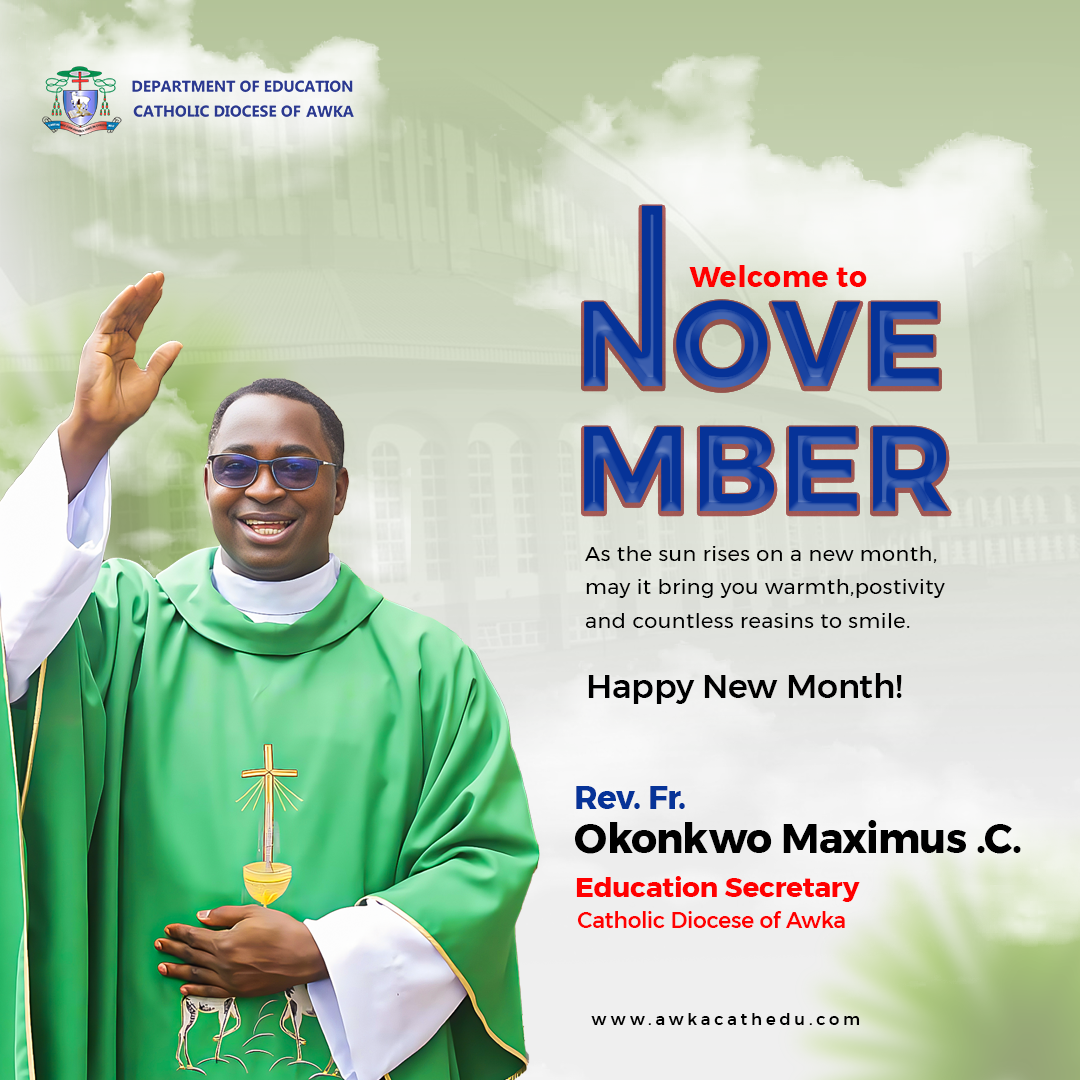 DEPARTMENT OF EDUCATION
CATHOLIC DIOCESE OF AWKA
Welcome to
NOVE
MBER
As the sun rises on a new month,
may it bring you warmth,postivity
and countless reasins to smile.
Happy New Month!
Rev. Fr.
Okonkwo Maximus .C.
Education Secretary
Catholic Diocese of Awka
www.awkacathedu.com